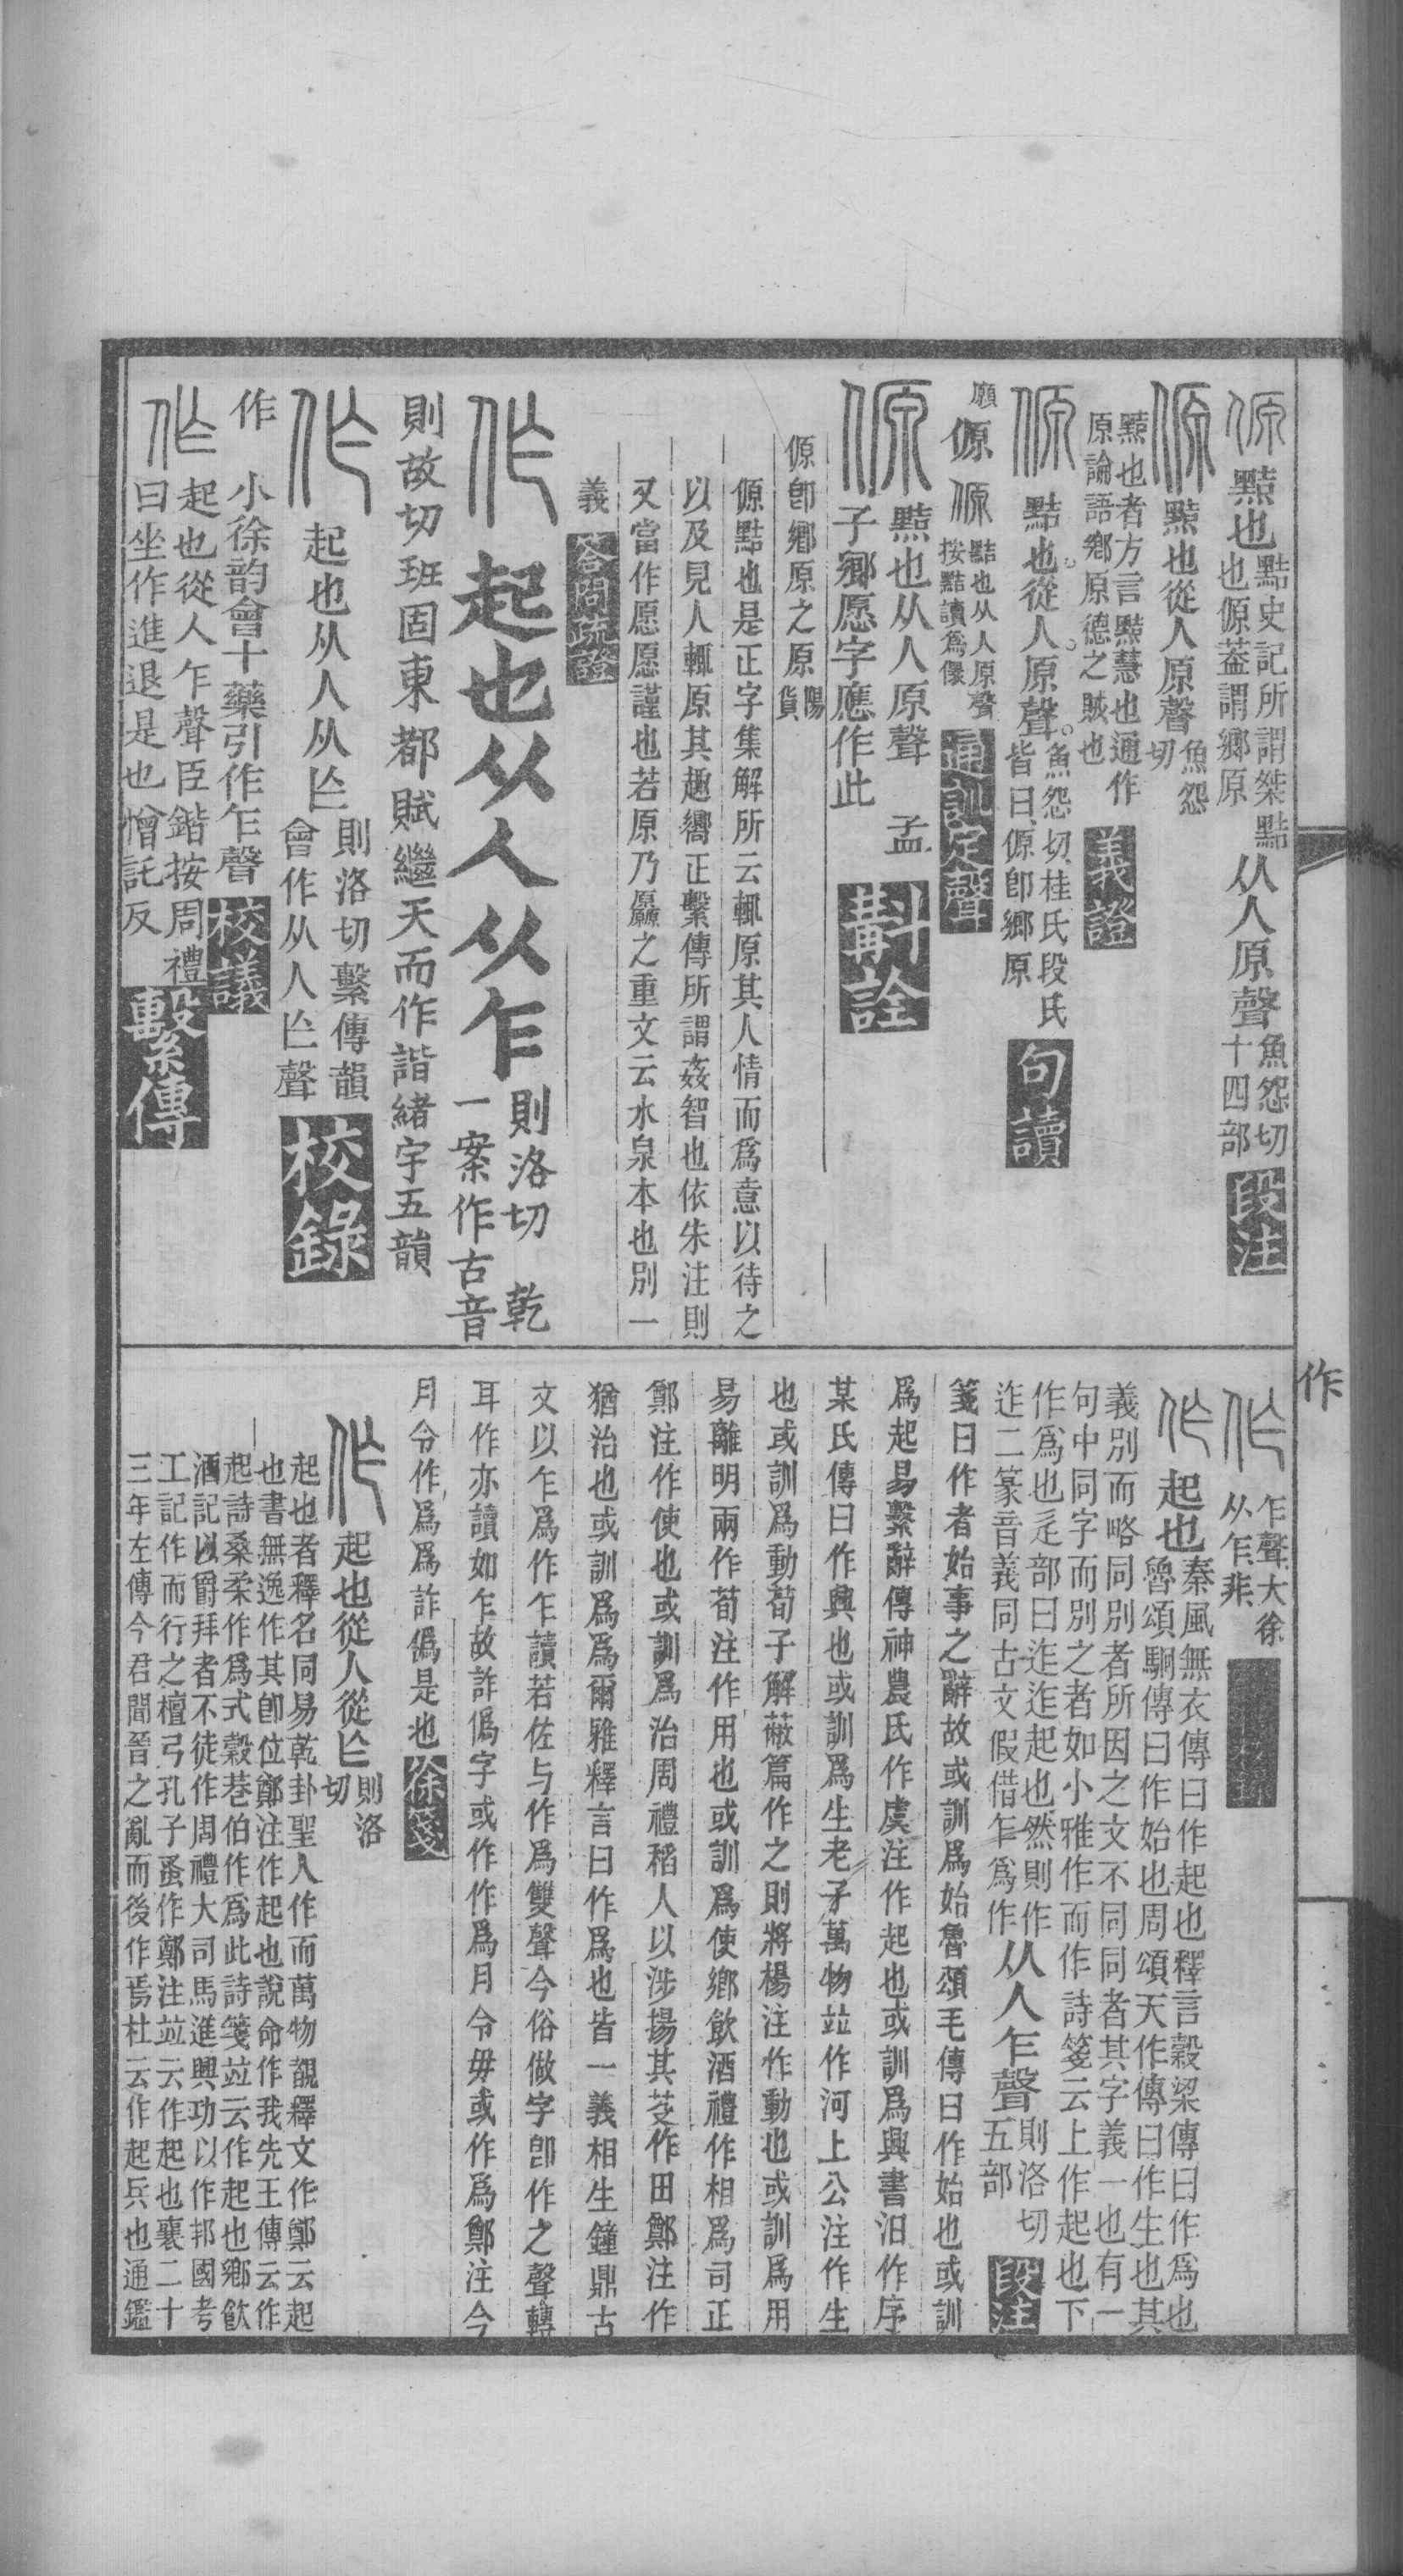 傆 黠也
黠史記所謂桀黠
也傆葢謂鄉原
从人原聲
魚怨切
十四部
段注
傆 黠也從人原聲
魚怨
切
黠也者方言黠慧也通作
原論語鄉原德之賊也
義證
傆 黠也從人原聲
魚怨切桂氏段氏
皆曰傆卽鄉原
句讀
願
傆 傆
黠也从人原聲
按黠讀爲儇
通訓定聲
傆 黠也从人原聲 孟
子鄉愿字應作此
斠詮
傆卽鄉原之原
陽
貨
傆黠也是正字集解所云輒原其人情而爲意以待之
以及見人輒原其趣嚮正繫傳所謂姦智也依朱注則
又當作愿愿謹也若原乃厵之重文云水泉本也別一
義
答問疏證
作 起也从人从乍
則洛切 乾
一案作古音
則故切班固東都賦繼天而作諧緒宇五韻
作 起也从人从亾
則洛切繫傳韻
會作从人亾聲
校錄
作 小徐韵會十藥引作乍聲
校議
作 起也從人乍聲臣鍇按周禮
曰坐作進退是也憎託反
繫傳
作
作
乍聲大徐
从乍非
作 起也
秦風無衣傳曰作起也釋言穀梁傳曰作爲也
魯頌駉傳曰作始也周頌天作傳曰作生也其
義別而略同別者所因之文不同同者其字義一也有一
句中同字而別之者如小雅作而作詩箋云上作起也下
作爲也辵部曰迮迮起也然則作
迮二篆音義同古文假借乍爲作
从人乍聲
則洛切
五部
段注
箋曰作者始事之辭故或訓爲始魯頌毛傳曰作始也或訓
爲起易繫辭傳神農氏作虞注作起也或訓爲興書汩作序
某氏傳曰作興也或訓爲生老子萬物竝作河上公注作生
也或訓爲動荀子解蔽篇作之則將楊注作動也或訓爲用
易離明兩作荀注作用也或訓爲使鄉飲酒禮作相爲司正
鄭注作使也或訓爲治周禮稻人以涉揚其芟作田鄭注作
猶治也或訓爲爲爾雅釋言曰作爲也皆一義相生鐘鼎古
文以乍爲作乍讀若佐与作爲雙聲今俗做字卽作之聲轉
耳作亦讀如乍故詐僞字或作作爲月令毋或作爲鄭注今
月令作爲爲詐僞是也
徐箋
作 起也從人從亾
則洛
切
起也者釋名同易乾卦聖人作而萬物覩釋文作鄭云起
也書無逸作其卽位鄭注作起也說命作我先王傳云作
起詩桑柔作爲式穀巷伯作爲此詩箋竝云作起也鄉飮
酒記以爵拜者不徒作周禮大司馬進與功以作邦國考
工記作而行之檀弓孔子蚤作鄭注竝云作起也襄二十
三年左傳今君聞晉之亂而後作焉杜云作起兵也通鑑